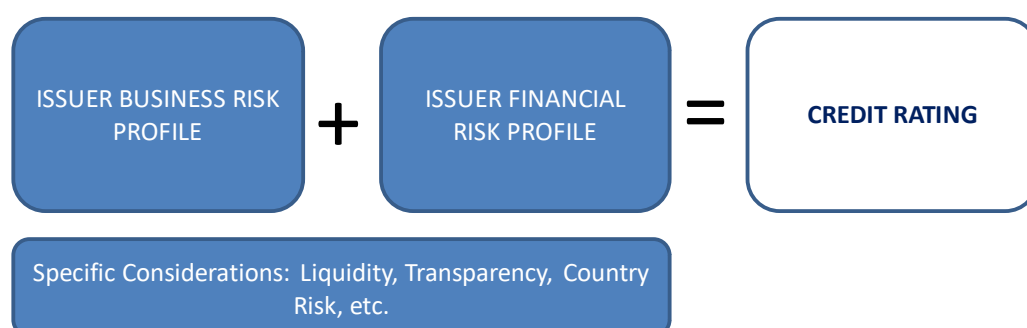 ISSUER BUSINESS RISK
PROFILE
+
ISSUER FINANCIAL
RISK PROFILE
=
CREDIT RATING
Specific Considerations: Liquidity, Transparency, Country
Risk, etc.